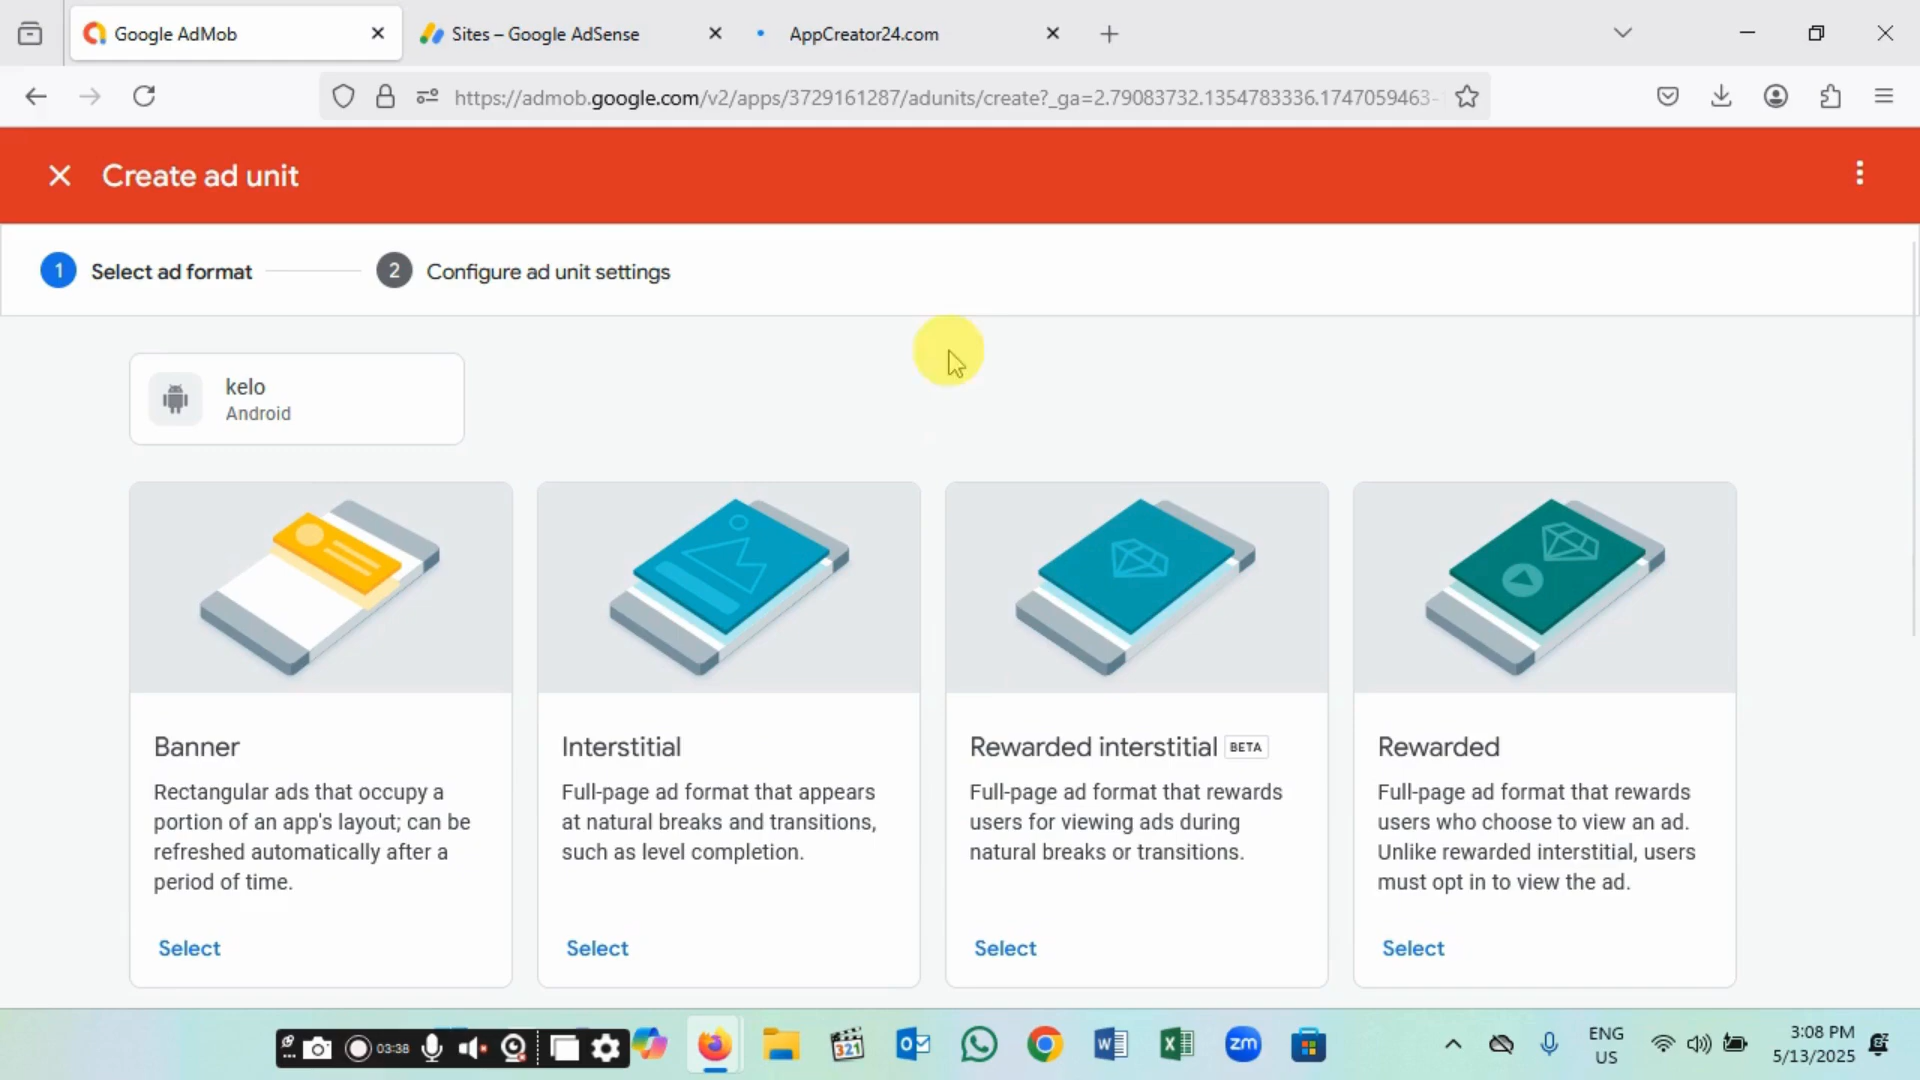 Google AdMob
Sites – Google AdSense
AppCreator24.com
https://admob.google.com/v2/apps/3729161287/adunits/create?_ga=2.79083732.1354783336.1747059463-
Create ad unit
1 Select ad format
2 Configure ad unit settings
kelo
Android
Banner
Rectangular ads that occupy a
portion of an app's layout; can be
refreshed automatically after a
period of time.
Select
Interstitial
Full-page ad format that appears
at natural breaks and transitions,
such as level completion.
Select
Rewarded interstitial BETA
Full-page ad format that rewards
users for viewing ads during
natural breaks or transitions.
Select
Rewarded
Full-page ad format that rewards
users who choose to view an ad.
Unlike rewarded interstitial, users
must opt in to view the ad.
Select
03:38
321
zm
ENG
US
3:08 PM
5/13/2025